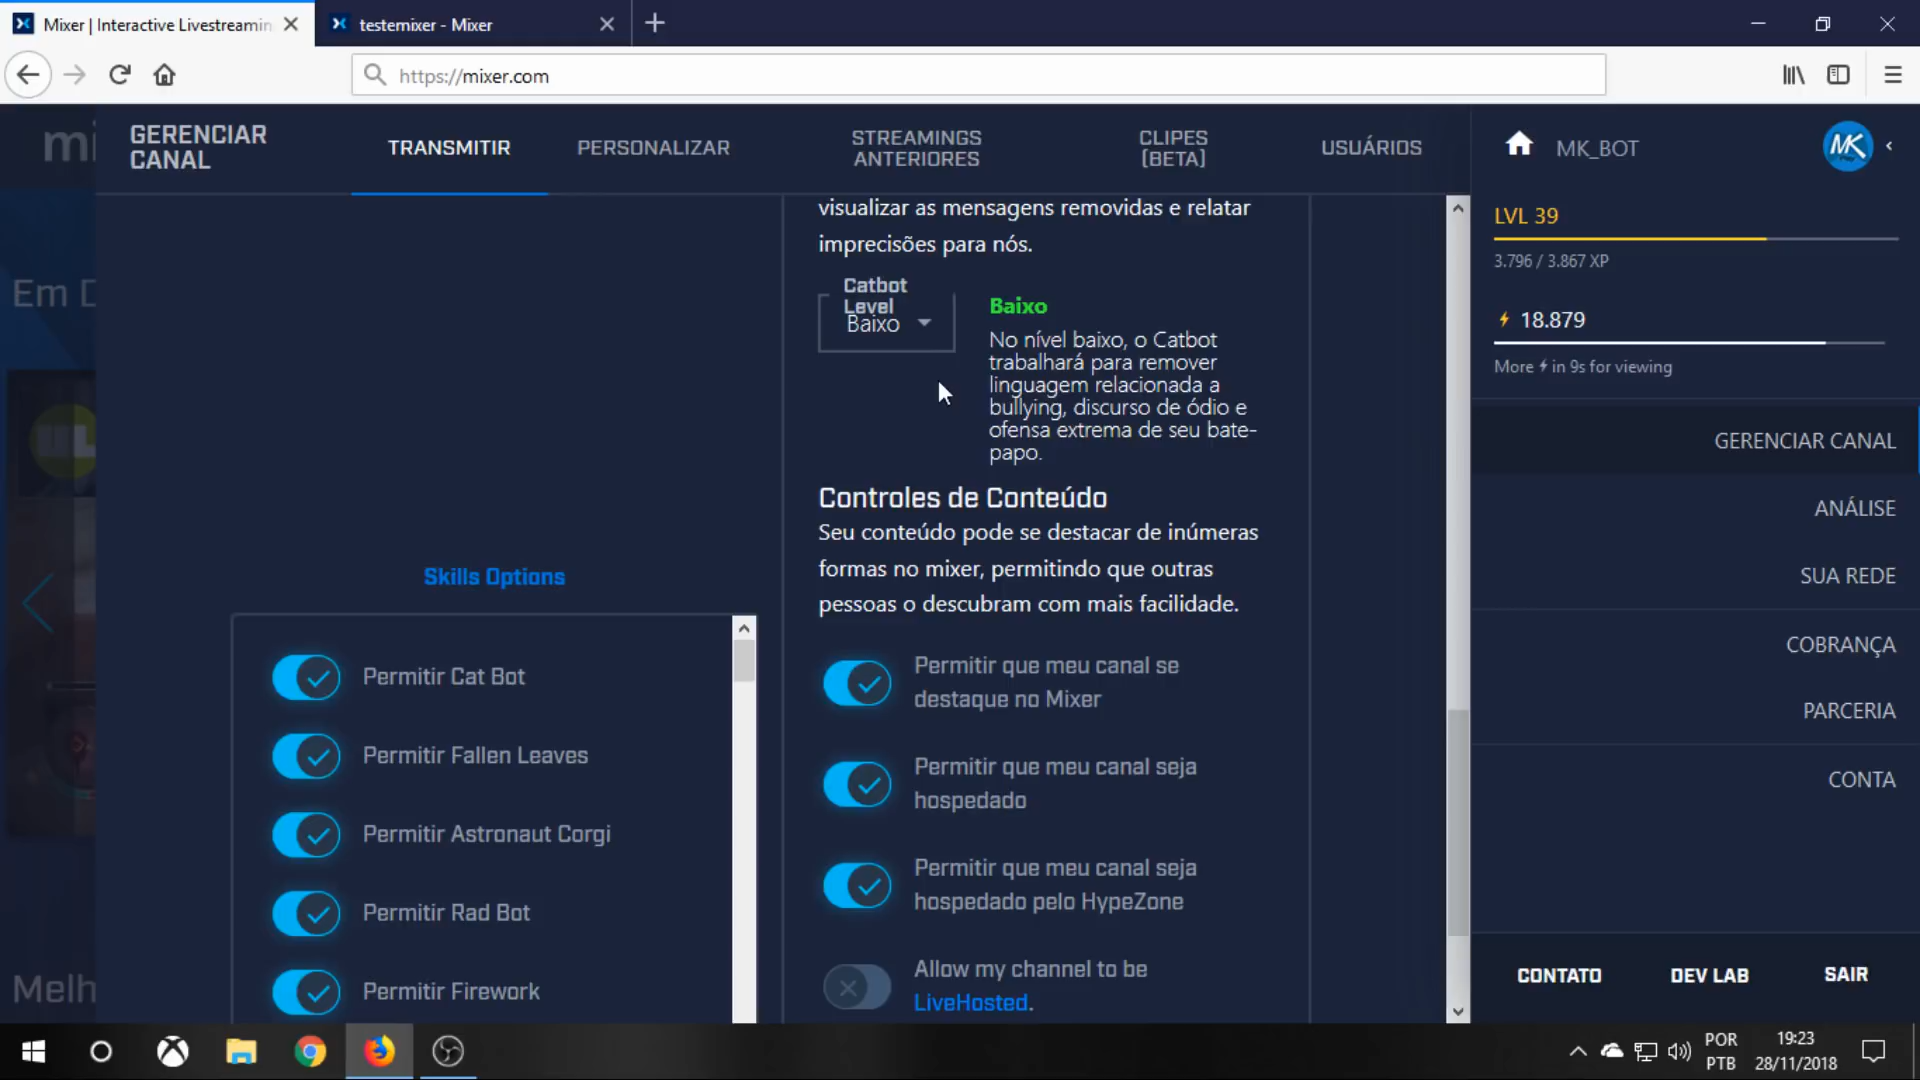 Mixer | Interactive Livestreamin
testemixer - Mixer
https://mixer.com
mi
GERENCIAR
CANAL
TRANSMITIR
PERSONALIZAR
STREAMINGS
ANTERIORES
CLIPES
[BETA]
USUÁRIOS
MK_BOT
MK
LVL 39
3.796 / 3.867 XP
18.879
More in 9s for viewing
GERENCIAR CANAL
ANÁLISE
SUA REDE
COBRANÇA
PARCERIA
CONTA
CONTATO
DEV LAB
SAIR
Em D
Melh
visualizar as mensagens removidas e relatar
imprecisões para nós.
Catbot
Level
Baixo
Baixo
No nível baixo, o Catbot
trabalhará para remover
linguagem relacionada a
bullying, discurso de ódio e
ofensa extrema de seu bate-
papo.
Controles de Conteúdo
Seu conteúdo pode se destacar de inúmeras
formas no mixer, permitindo que outras
pessoas o descubram com mais facilidade.
Permitir que meu canal se
destaque no Mixer
Permitir que meu canal seja
hospedado
Permitir que meu canal seja
hospedado pelo HypeZone
Allow my channel to be
LiveHosted.
Skills Options
Permitir Cat Bot
Permitir Fallen Leaves
Permitir Astronaut Corgi
Permitir Rad Bot
Permitir Firework
POR
PTB
19:23
28/11/2018